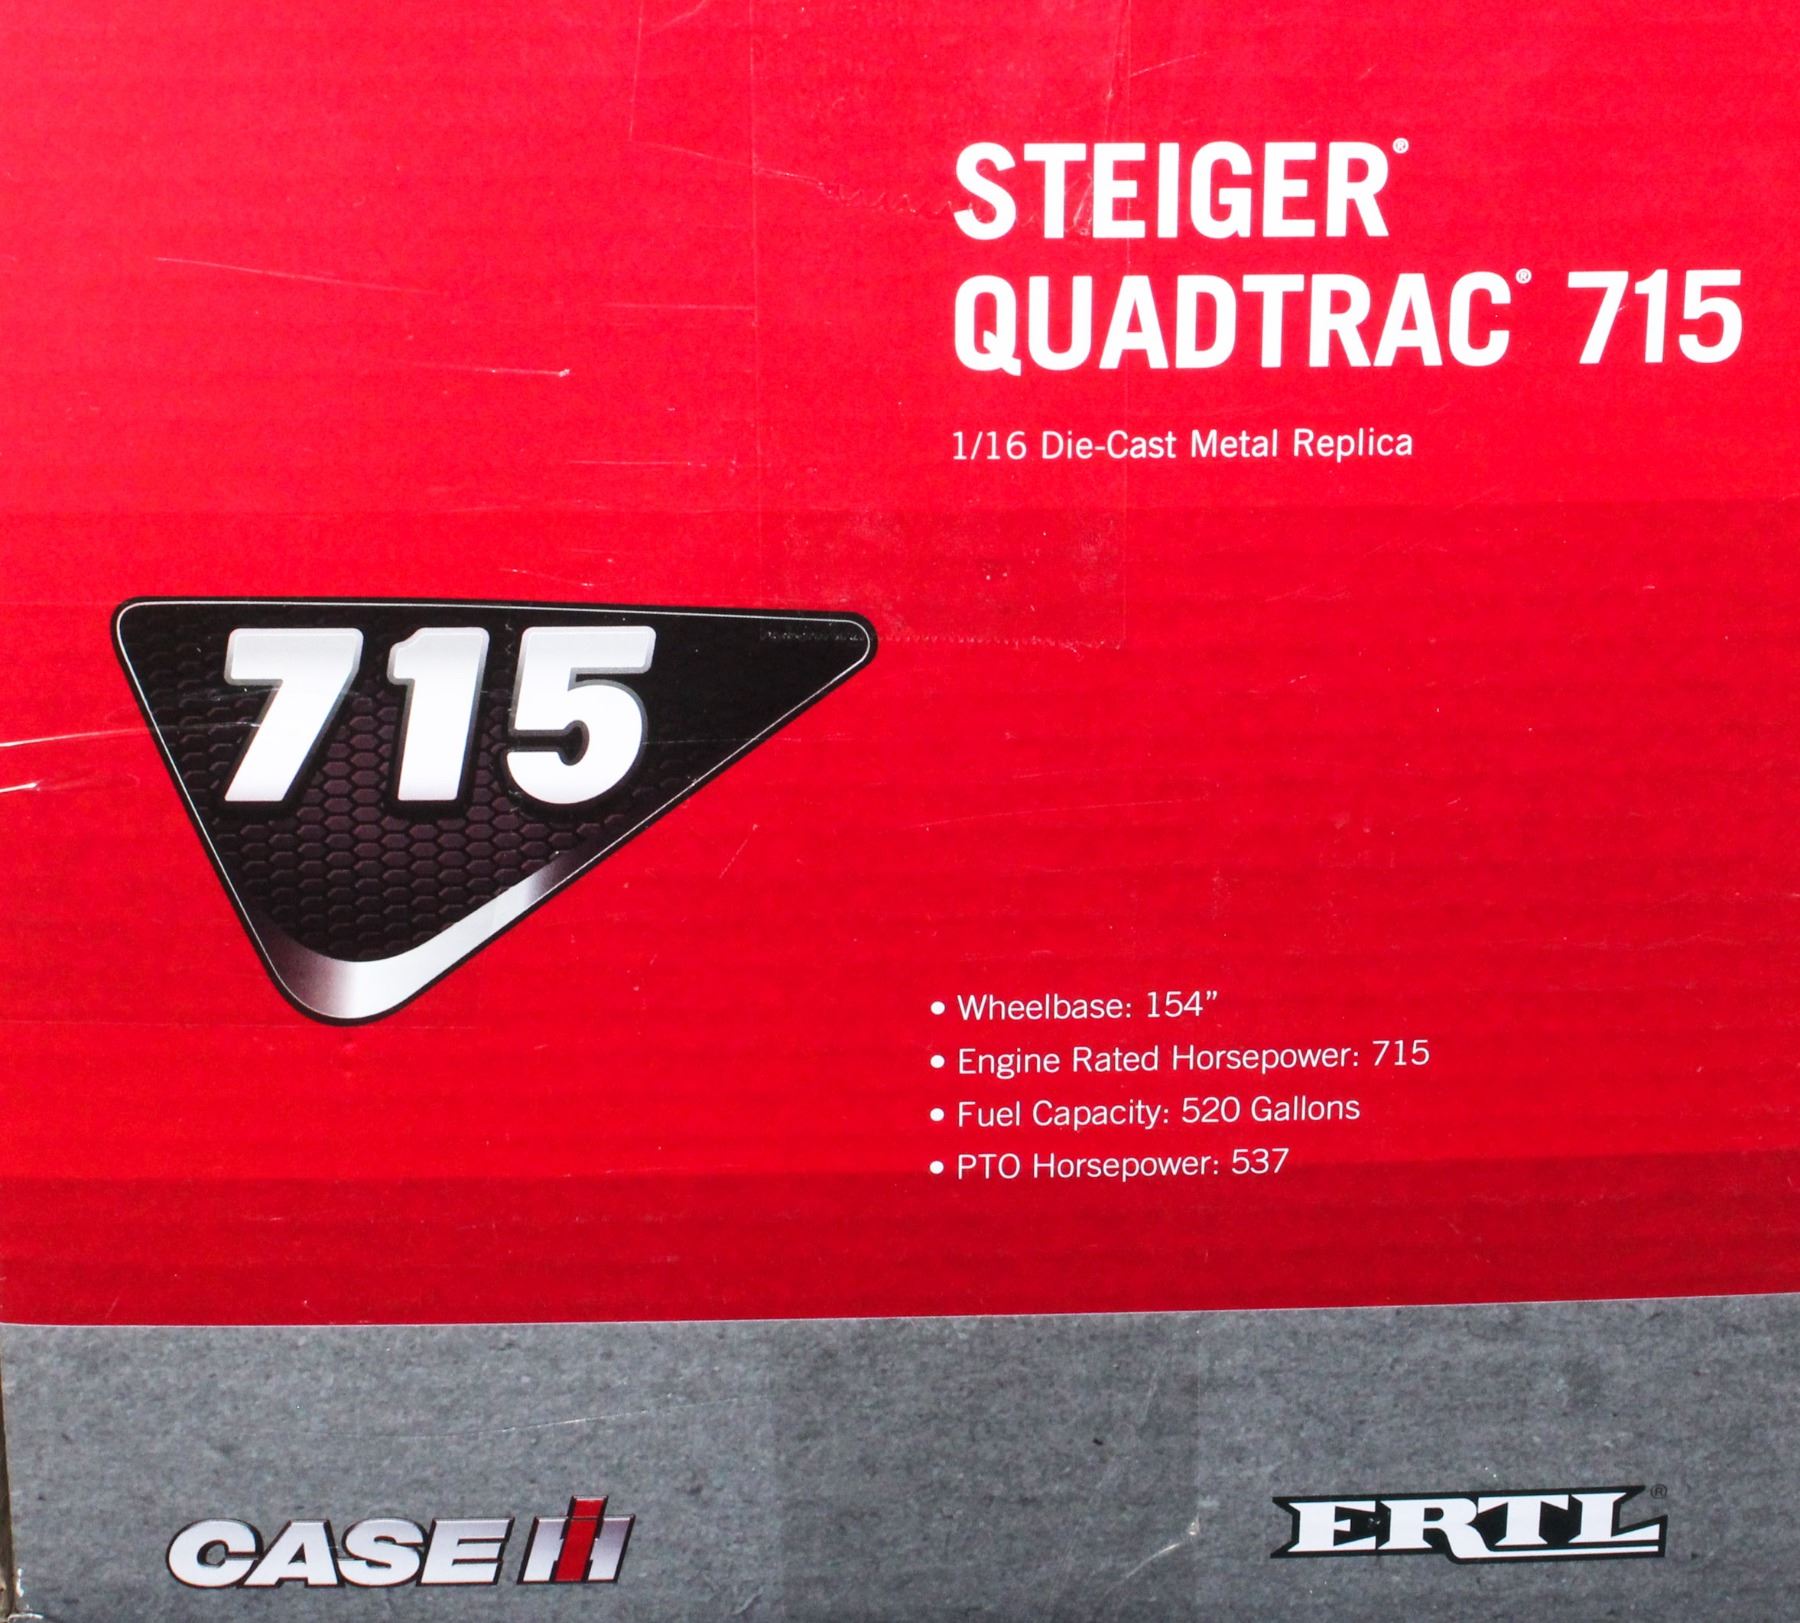 STEIGER®
QUADTRAC® 715
1/16 Die-Cast Metal Replica
715
• Wheelbase: 154”
• Engine Rated Horsepower: 715
• Fuel Capacity: 520 Gallons
• PTO Horsepower: 537
CASE IH
ERTL®